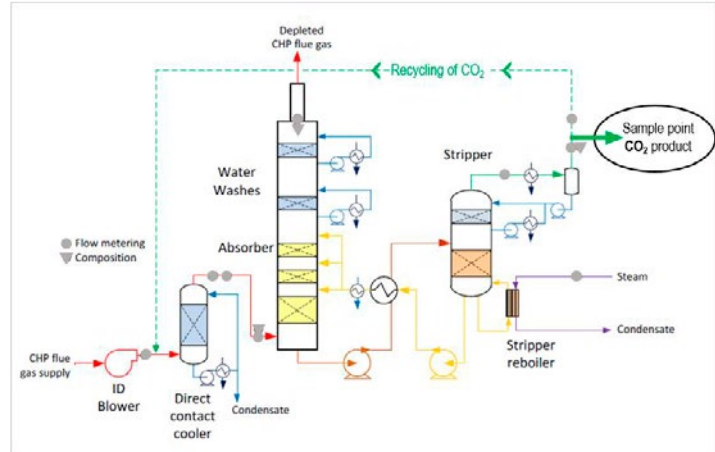 Depleted
CHP flue gas
Recycling of CO₂
Sample point
CO₂ product
Stripper
Water
Washes
Absorber
Flow metering
Composition
Steam
Condensate
Stripper
reboiler
CHP flue
gas supply
ID
Blower
Direct
contact
cooler
Condensate